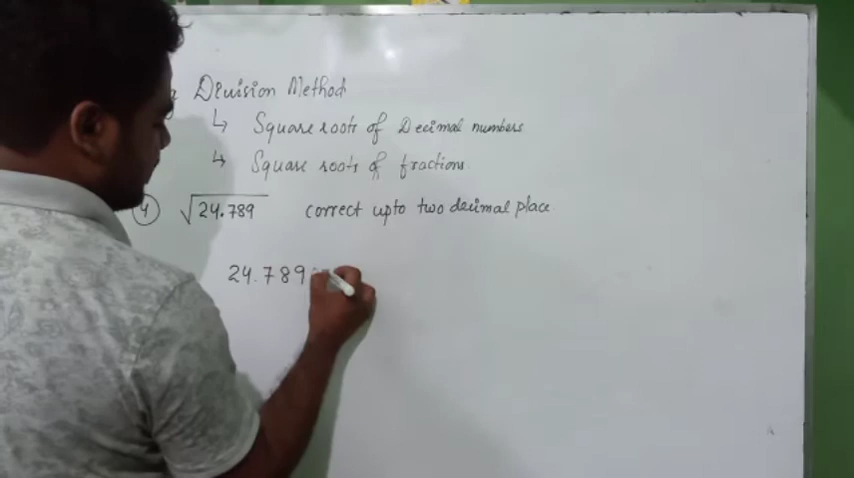 Division Method
↳ Square roots of Decimal numbers
↳ Square roots of fractions.
④ √24.789 correct upto two decimal place
24.789